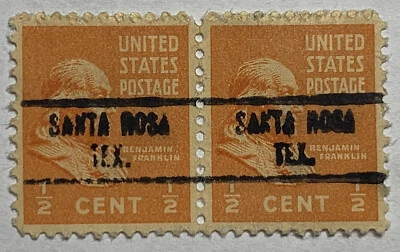 UNITED STATES POSTAGE
SANTA ROSA
TEX.
BENJAMIN FRANKLIN
1/2 CENT 1/2
UNITED STATES POSTAGE
SANTA ROSA
TEX.
BENJAMIN FRANKLIN
1/2 CENT 1/2